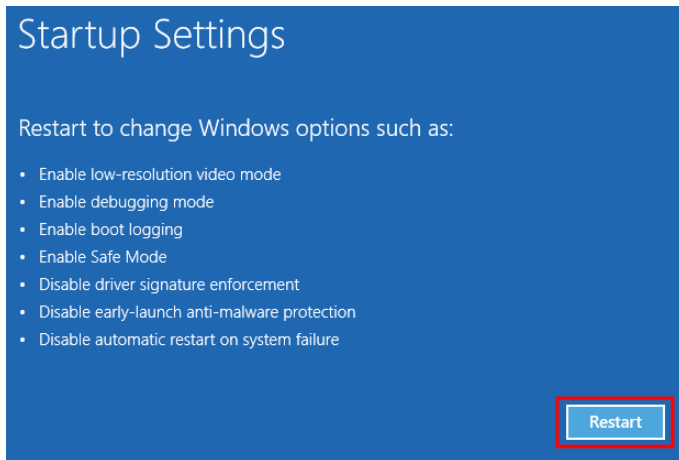 Startup Settings
Restart to change Windows options such as:
• Enable low-resolution video mode
• Enable debugging mode
• Enable boot logging
• Enable Safe Mode
• Disable driver signature enforcement
• Disable early-launch anti-malware protection
• Disable automatic restart on system failure
Restart